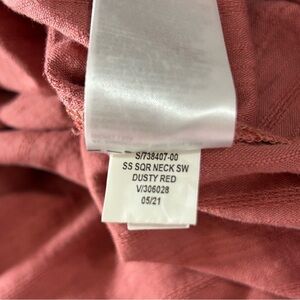 S/738407-00
SS SQR NECK SW
DUSTY RED
V/306028
05/21